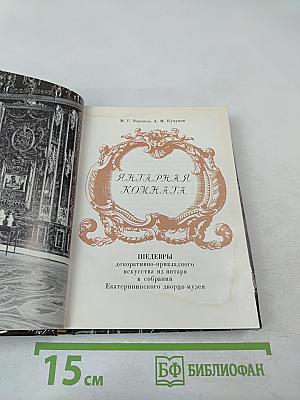 М. Г. Воронов, А. М. Кучумов
ЯНТАРНАЯ
КОМНАТА
ШЕДЕВРЫ
декоративно-прикладного
искусства из янтаря
в собрании
Екатерининского дворца-музея
15 см
БФ БИБЛИОФАН